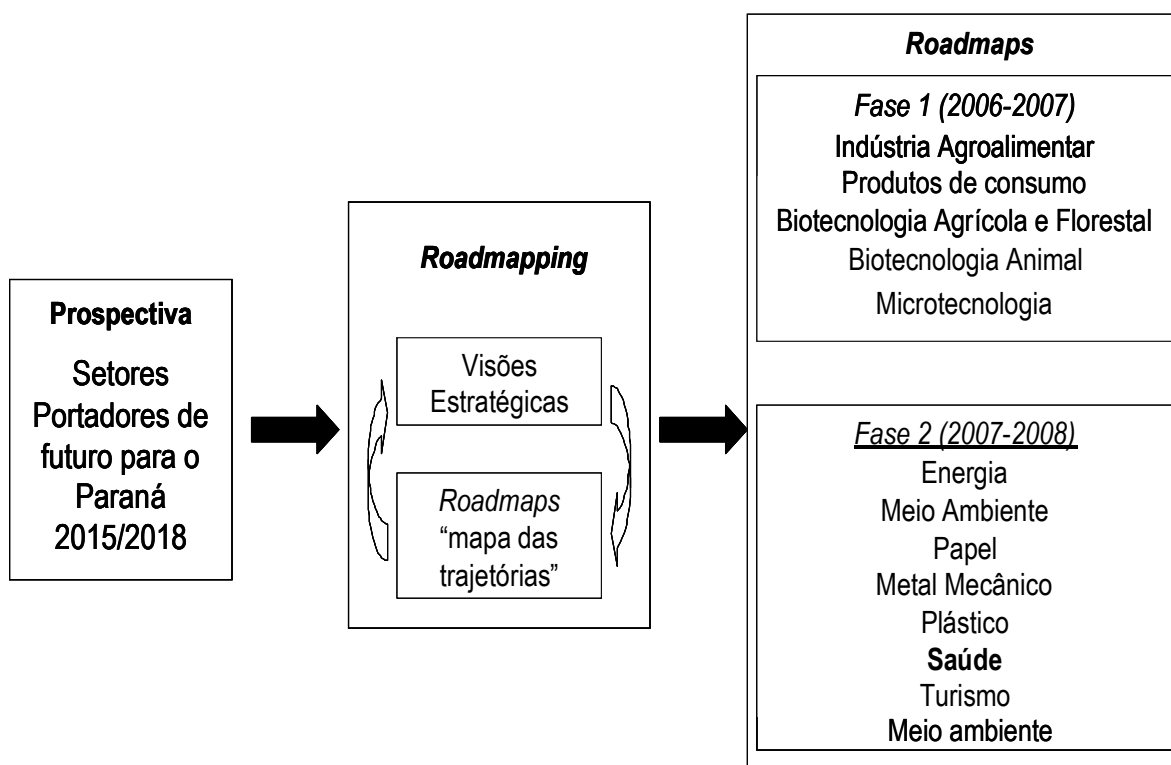 Prospectiva
Setores
Portadores de
futuro para o
Paraná
2015/2018
Roadmapping
Visões
Estratégicas
Roadmaps
“mapa das
trajetórias”
Roadmaps
Fase 1 (2006-2007)
Indústria Agroalimentar
Produtos de consumo
Biotecnologia Agrícola e Florestal
Biotecnologia Animal
Microtecnologia
Fase 2 (2007-2008)
Energia
Meio Ambiente
Papel
Metal Mecânico
Plástico
Saúde
Turismo
Meio ambiente